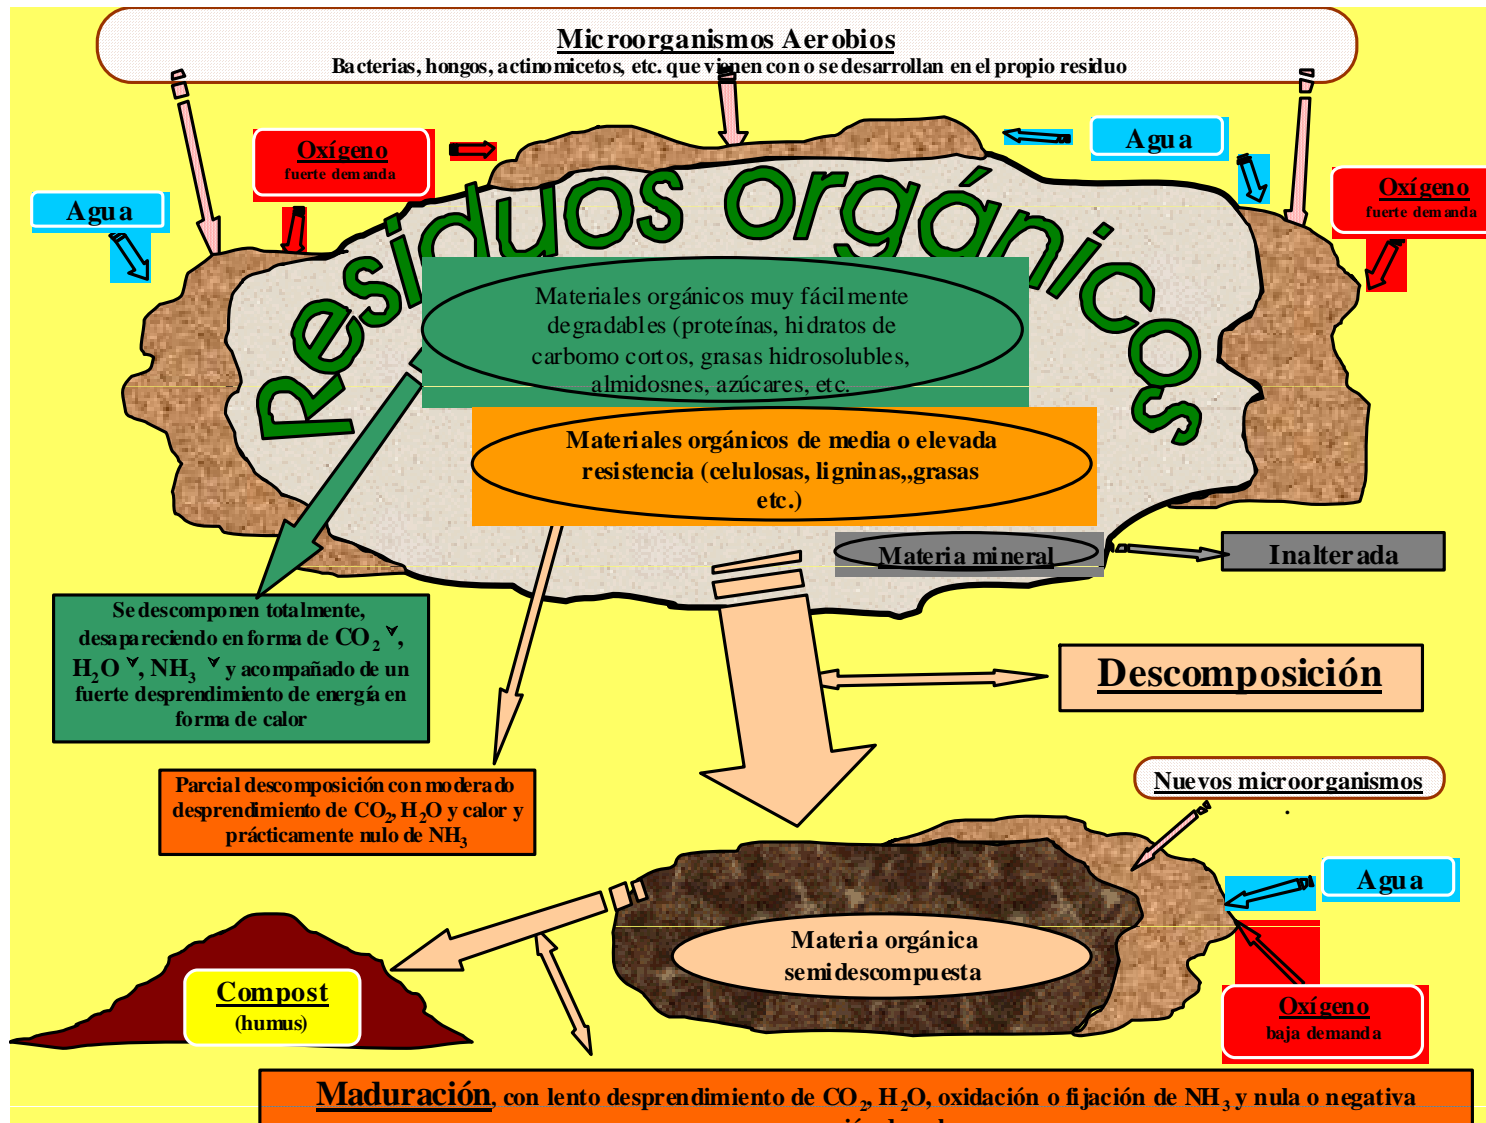 Microorganismos Aerobios
Bacterias, hongos, actinomicetos, etc. que vienen con o se desarrollan en el propio residuo
Oxígeno
fuerte demanda
Agua
Agua
Oxígeno
fuerte demanda
Residuos orgánicos
Materiales orgánicos muy fácilmente
degradables (proteínas, hidratos de
carbomo cortos, grasas hidrosolubles,
almidosnes, azúcares, etc.
Materiales orgánicos de media o elevada
resistencia (celulosas, ligninas,,grasas
etc.)
Materia mineral
Inalterada
Se descomponen totalmente,
desapareciendo en forma de CO2 ,
H2O , NH3 y acompañado de un
fuerte desprendimiento de energía en
forma de calor
Descomposición
Parcial descomposición con moderado
desprendimiento de CO2, H2O y calor y
prácticamente nulo de NH3
Nuevos microorganismos
.
Agua
Materia orgánica
semidescompuesta
Compost
(humus)
Oxígeno
baja demanda
Maduración, con lento desprendimiento de CO2, H2O, oxidación o fijación de NH3 y nula o negativa